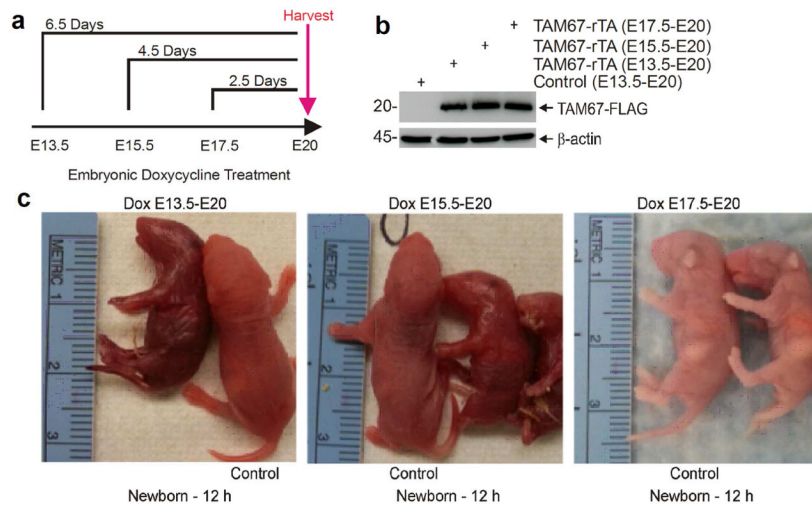 a
Harvest
6.5 Days
4.5 Days
2.5 Days
E13.5 E15.5 E17.5 E20
Embryonic Doxycycline Treatment
b
+ TAM67-rTA (E17.5-E20)
+ TAM67-rTA (E15.5-E20)
+ TAM67-rTA (E13.5-E20)
+ Control (E13.5-E20)
20- TAM67-FLAG
45- β-actin
c
Dox E13.5-E20 Dox E15.5-E20 Dox E17.5-E20
METRIC 1 2 3
METRIC 1 2 3
METRIC 1 2 3
Control Control Control
Newborn - 12 h Newborn - 12 h Newborn - 12 h